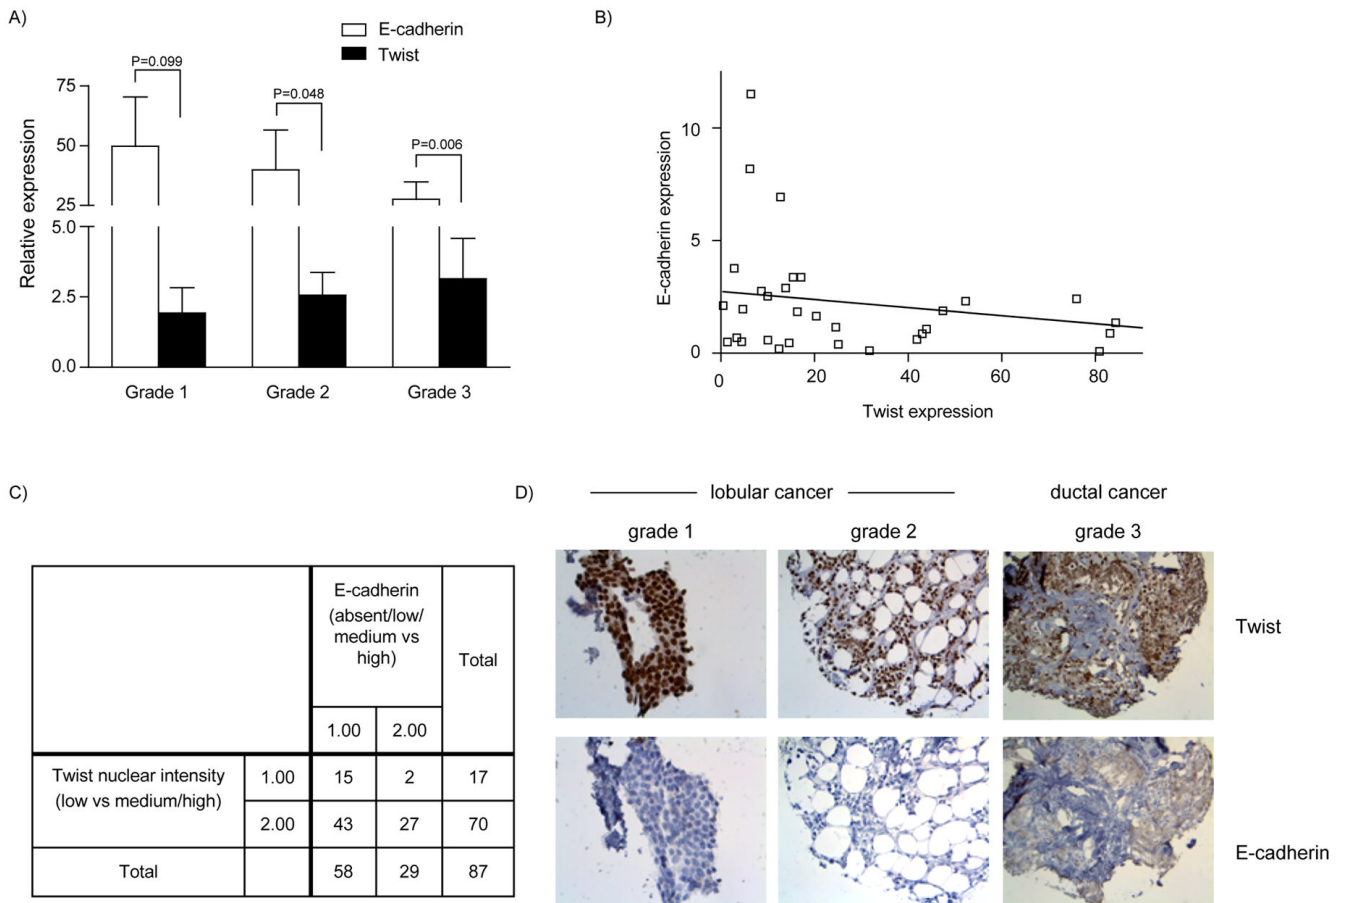 A)
E-cadherin
Twist
P=0.099
P=0.048
P=0.006
75
50
25
5.0
2.5
0.0
Relative expression
Grade 1
Grade 2
Grade 3
B)
10
5
0
E-cadherin expression
0
20
40
60
80
Twist expression
C)
E-cadherin
(absent/low/
medium vs
high)
Total
1.00
2.00
Twist nuclear intensity
(low vs medium/high)
1.00
15
2
17
2.00
43
27
70
Total
58
29
87
D)
lobular cancer
ductal cancer
grade 1
grade 2
grade 3
Twist
E-cadherin